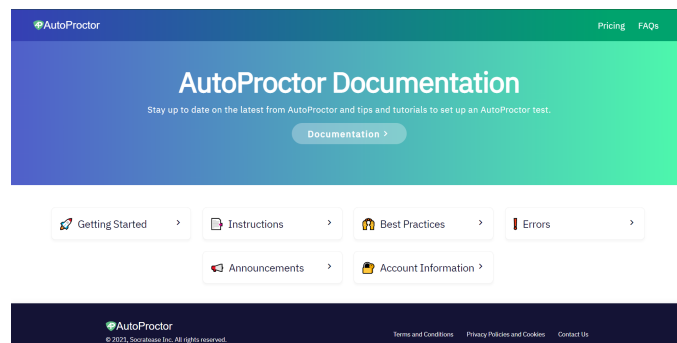 AutoProctor
Pricing FAQs
AutoProctor Documentation
Stay up to date on the latest from AutoProctor and tips and tutorials to set up an AutoProctor test.
Documentation >
Getting Started >
Instructions >
Best Practices >
Errors >
Announcements >
Account Information >
AutoProctor
© 2021, Socratease Inc. All rights reserved.
Terms and Conditions Privacy Policies and Cookies Contact Us